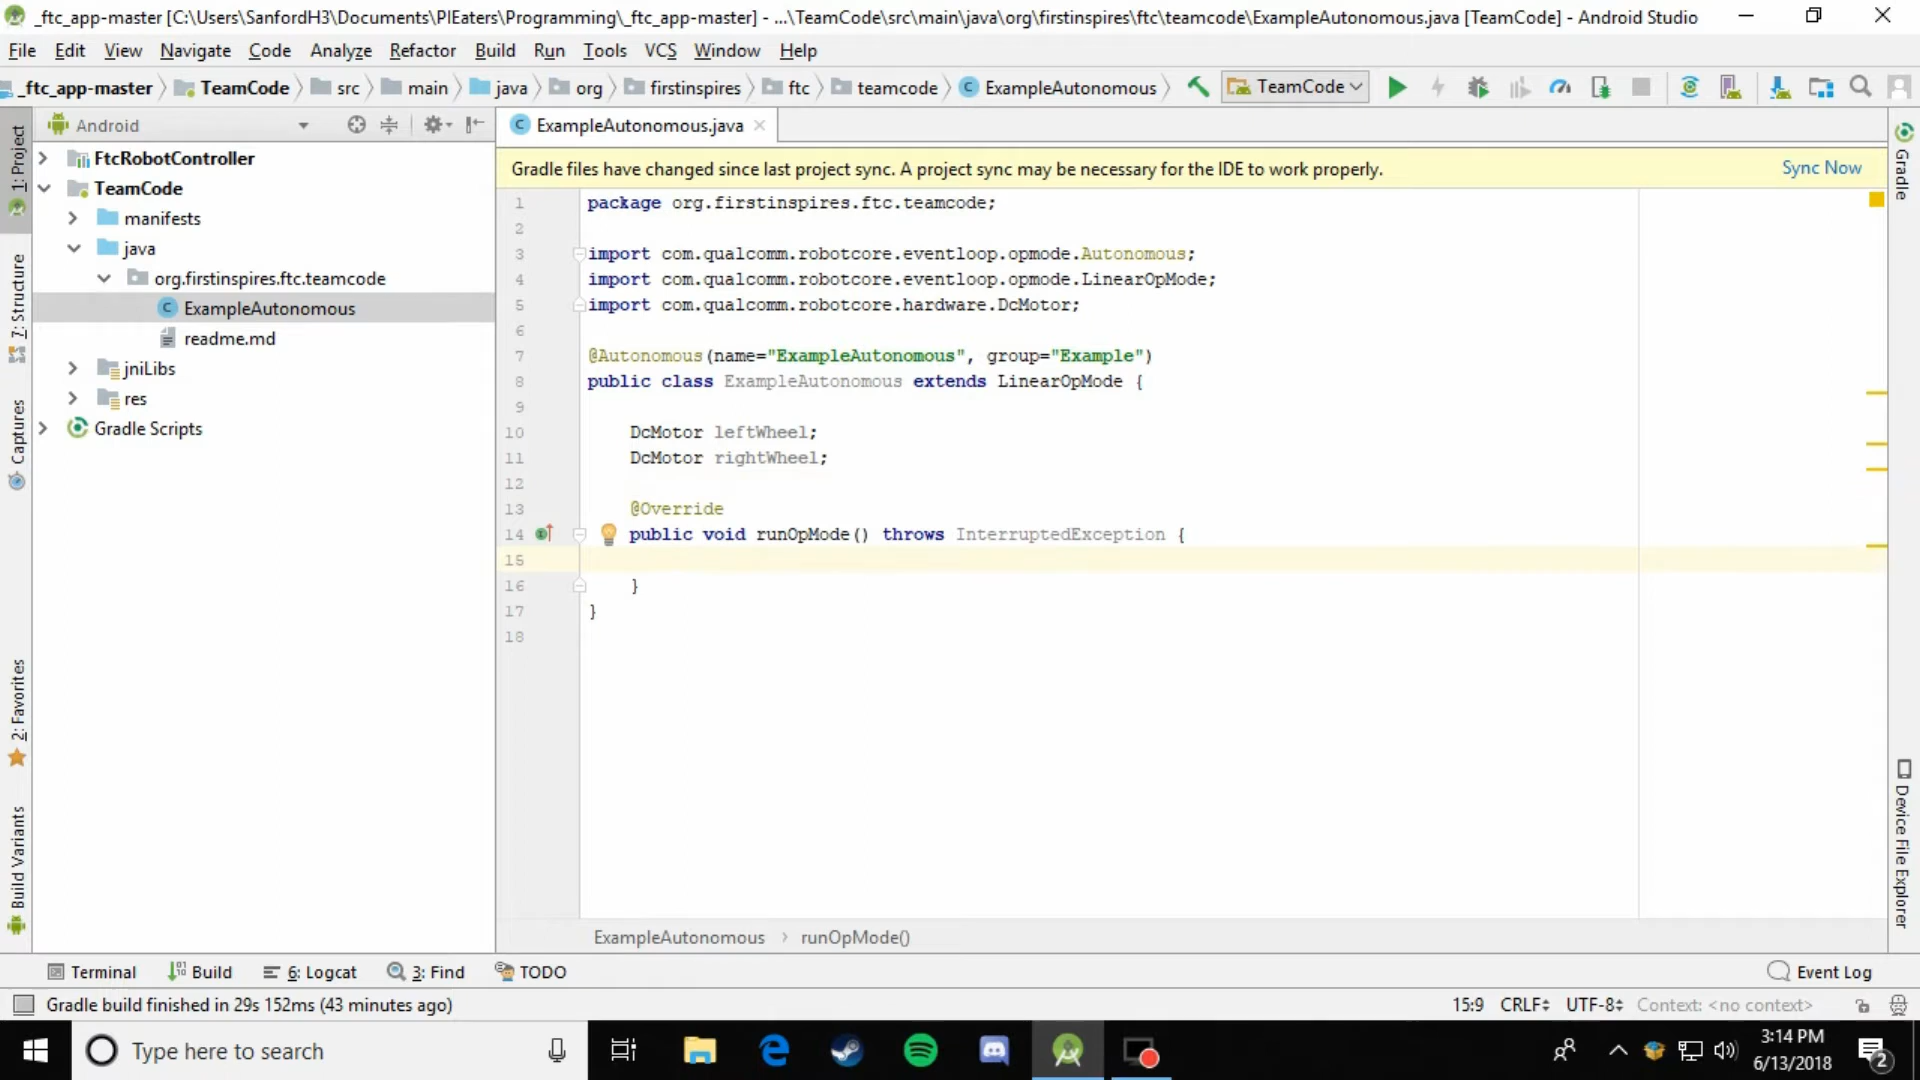 _ftc_app-master [C:\Users\SanfordH3\Documents\PIEaters\Programming\_ftc_app-master] - ...\TeamCode\src\main\java\org\firstinspires\ftc\teamcode\ExampleAutonomous.java [TeamCode] - Android Studio
File Edit View Navigate Code Analyze Refactor Build Run Tools VCS Window Help
_ftc_app-master TeamCode src main java org firstinspires ftc teamcode ExampleAutonomous TeamCode
1: Project
7: Structure
Captures
2: Favorites
Build Variants
Android
FtcRobotController
TeamCode
manifests
java
org.firstinspires.ftc.teamcode
ExampleAutonomous
readme.md
jniLibs
res
Gradle Scripts
ExampleAutonomous.java
Gradle files have changed since last project sync. A project sync may be necessary for the IDE to work properly. Sync Now
1 package org.firstinspires.ftc.teamcode;
2
3 import com.qualcomm.robotcore.eventloop.opmode.Autonomous;
4 import com.qualcomm.robotcore.eventloop.opmode.LinearOpMode;
5 import com.qualcomm.robotcore.hardware.DcMotor;
6
7 @Autonomous(name="ExampleAutonomous", group="Example")
8 public class ExampleAutonomous extends LinearOpMode {
9
10 DcMotor leftWheel;
11 DcMotor rightWheel;
12
13 @Override
14 public void runOpMode() throws InterruptedException {
15
16 }
17 }
18
ExampleAutonomous runOpMode()
Gradle
Device File Explorer
Terminal Build 6: Logcat 3: Find TODO Event Log
Gradle build finished in 29s 152ms (43 minutes ago) 15:9 CRLF UTF-8 Context: <no context>
Type here to search
3:14 PM
6/13/2018
2